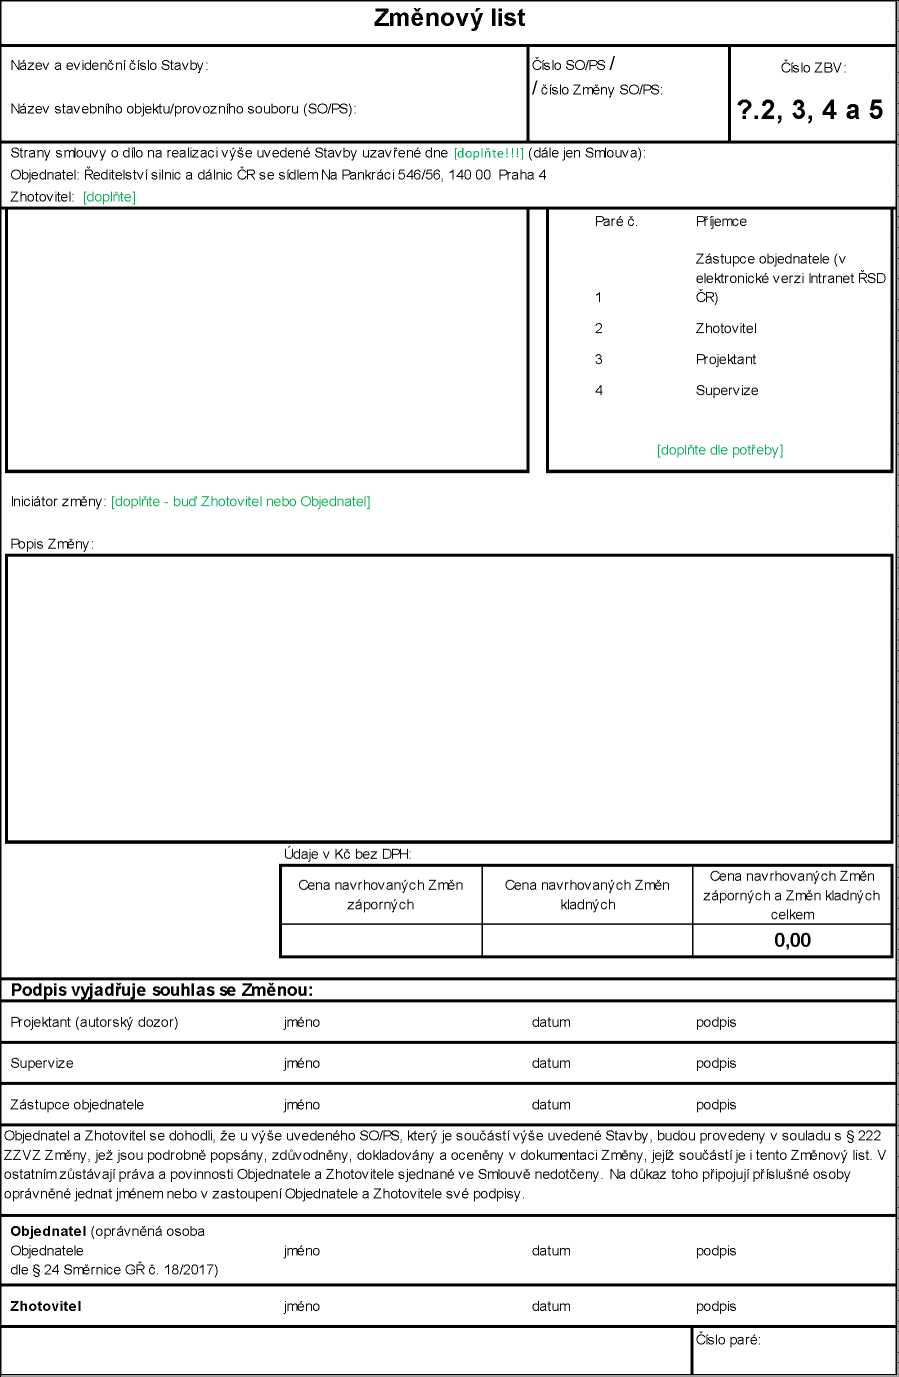 Změnový list
Název a evidenční číslo Stavby:
Název stavebního objektu/provozního souboru (SO/PS):
Číslo SO/PS /
/ číslo Změny SO/PS:
Číslo ZBV:
?.2, 3, 4 a 5
Strany smlouvy o dílo na realizaci výše uvedené Stavby uzavřené dne [doplňte!!!] (dále jen Smlouva):
Objednatel: Ředitelství silnic a dálnic ČR se sídlem Na Pankráci 546/56, 140 00 Praha 4
Zhotovitel: [doplňte]
Paré č. Příjemce
Zástupce objednatele (v
elektronické verzi Intranet ŘSD
1 ČR)
2 Zhotovitel
3 Projektant
4 Supervize
[doplňte dle potřeby]
Iniciátor změny: [doplňte - buď Zhotovitel nebo Objednatel]
Popis Změny:
Údaje v Kč bez DPH:
Cena navrhovaných Změn
záporných
Cena navrhovaných Změn
kladných
Cena navrhovaných Změn
záporných a Změn kladných
celkem
0,00
Podpis vyjadřuje souhlas se Změnou:
Projektant (autorský dozor) jméno datum podpis
Supervize jméno datum podpis
Zástupce objednatele jméno datum podpis
Objednatel a Zhotovitel se dohodli, že u výše uvedeného SO/PS, který je součástí výše uvedené Stavby, budou provedeny v souladu s § 222
ZZVZ Změny, jež jsou podrobně popsány, zdůvodněny, dokladovány a oceněny v dokumentaci Změny, jejíž součástí je i tento Změnový list. V
ostatním zůstávají práva a povinnosti Objednatele a Zhotovitele sjednané ve Smlouvě nedotčeny. Na důkaz toho připojují příslušné osoby
oprávněné jednat jménem nebo v zastoupení Objednatele a Zhotovitele své podpisy.
Objednatel (oprávněná osoba
Objednatele jméno datum podpis
dle § 24 Směrnice GŘ č. 18/2017)
Zhotovitel jméno datum podpis
Číslo paré: